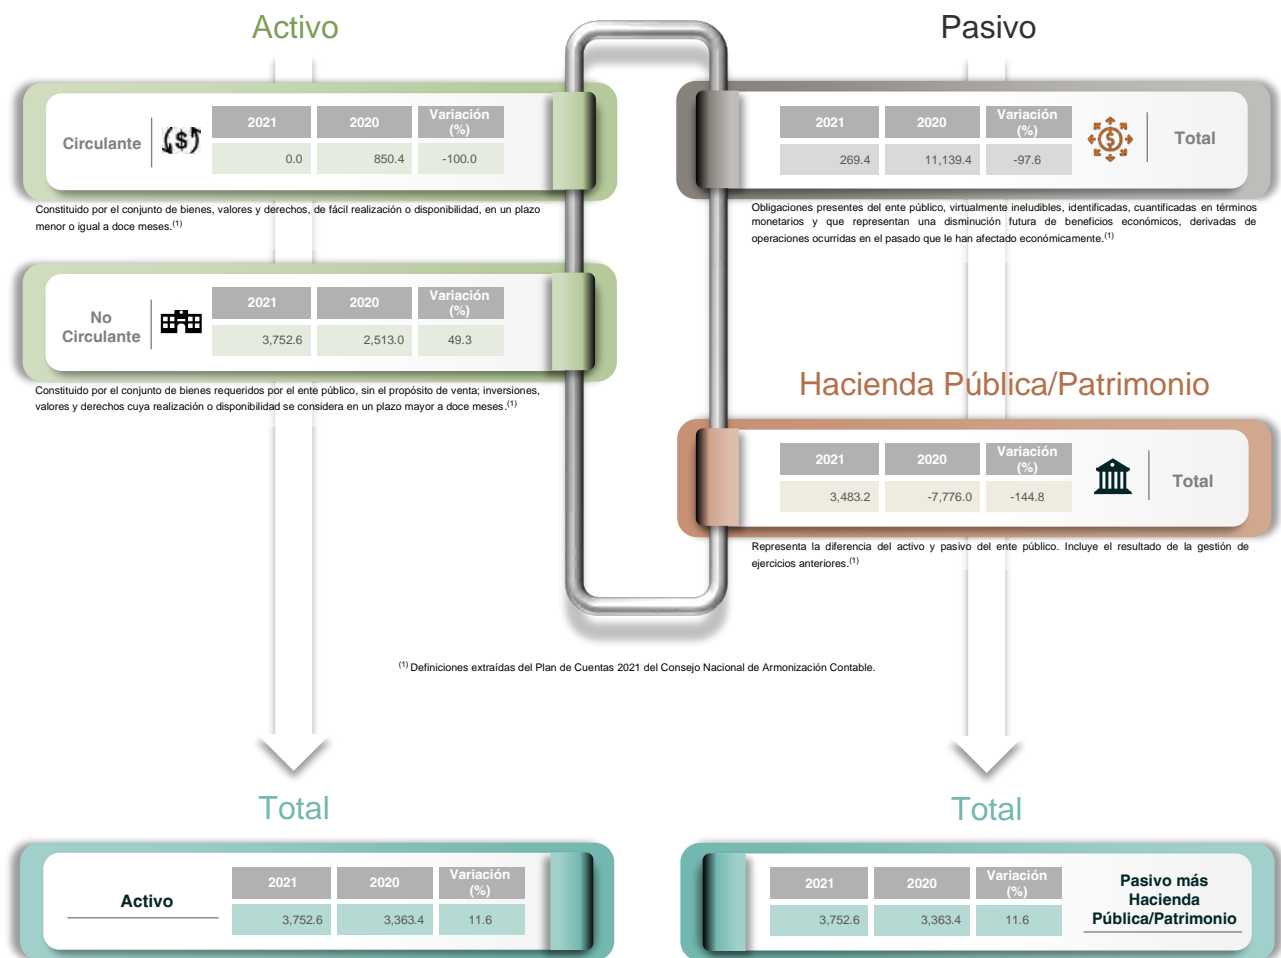 Activo
Circulante
2021 2020 Variación (%)
0.0 850.4 -100.0
Constituido por el conjunto de bienes, valores y derechos, de fácil realización o disponibilidad, en un plazo
menor o igual a doce meses.(1)
No
Circulante
2021 2020 Variación (%)
3,752.6 2,513.0 49.3
Constituido por el conjunto de bienes requeridos por el ente público, sin el propósito de venta; inversiones,
valores y derechos cuya realización o disponibilidad se considera en un plazo mayor a doce meses.(1)
Pasivo
2021 2020 Variación (%)
269.4 11,139.4 -97.6
Total
Obligaciones presentes del ente público, virtualmente ineludibles, identificadas, cuantificadas en términos
monetarios y que representan una disminución futura de beneficios económicos, derivadas de
operaciones ocurridas en el pasado que le han afectado económicamente.(1)
Hacienda Pública/Patrimonio
2021 2020 Variación (%)
3,483.2 -7,776.0 -144.8
Total
Representa la diferencia del activo y pasivo del ente público. Incluye el resultado de la gestión de
ejercicios anteriores.(1)
(1) Definiciones extraídas del Plan de Cuentas 2021 del Consejo Nacional de Armonización Contable.
Total
Activo
2021 2020 Variación (%)
3,752.6 3,363.4 11.6
Total
2021 2020 Variación (%)
3,752.6 3,363.4 11.6
Pasivo más
Hacienda
Pública/Patrimonio